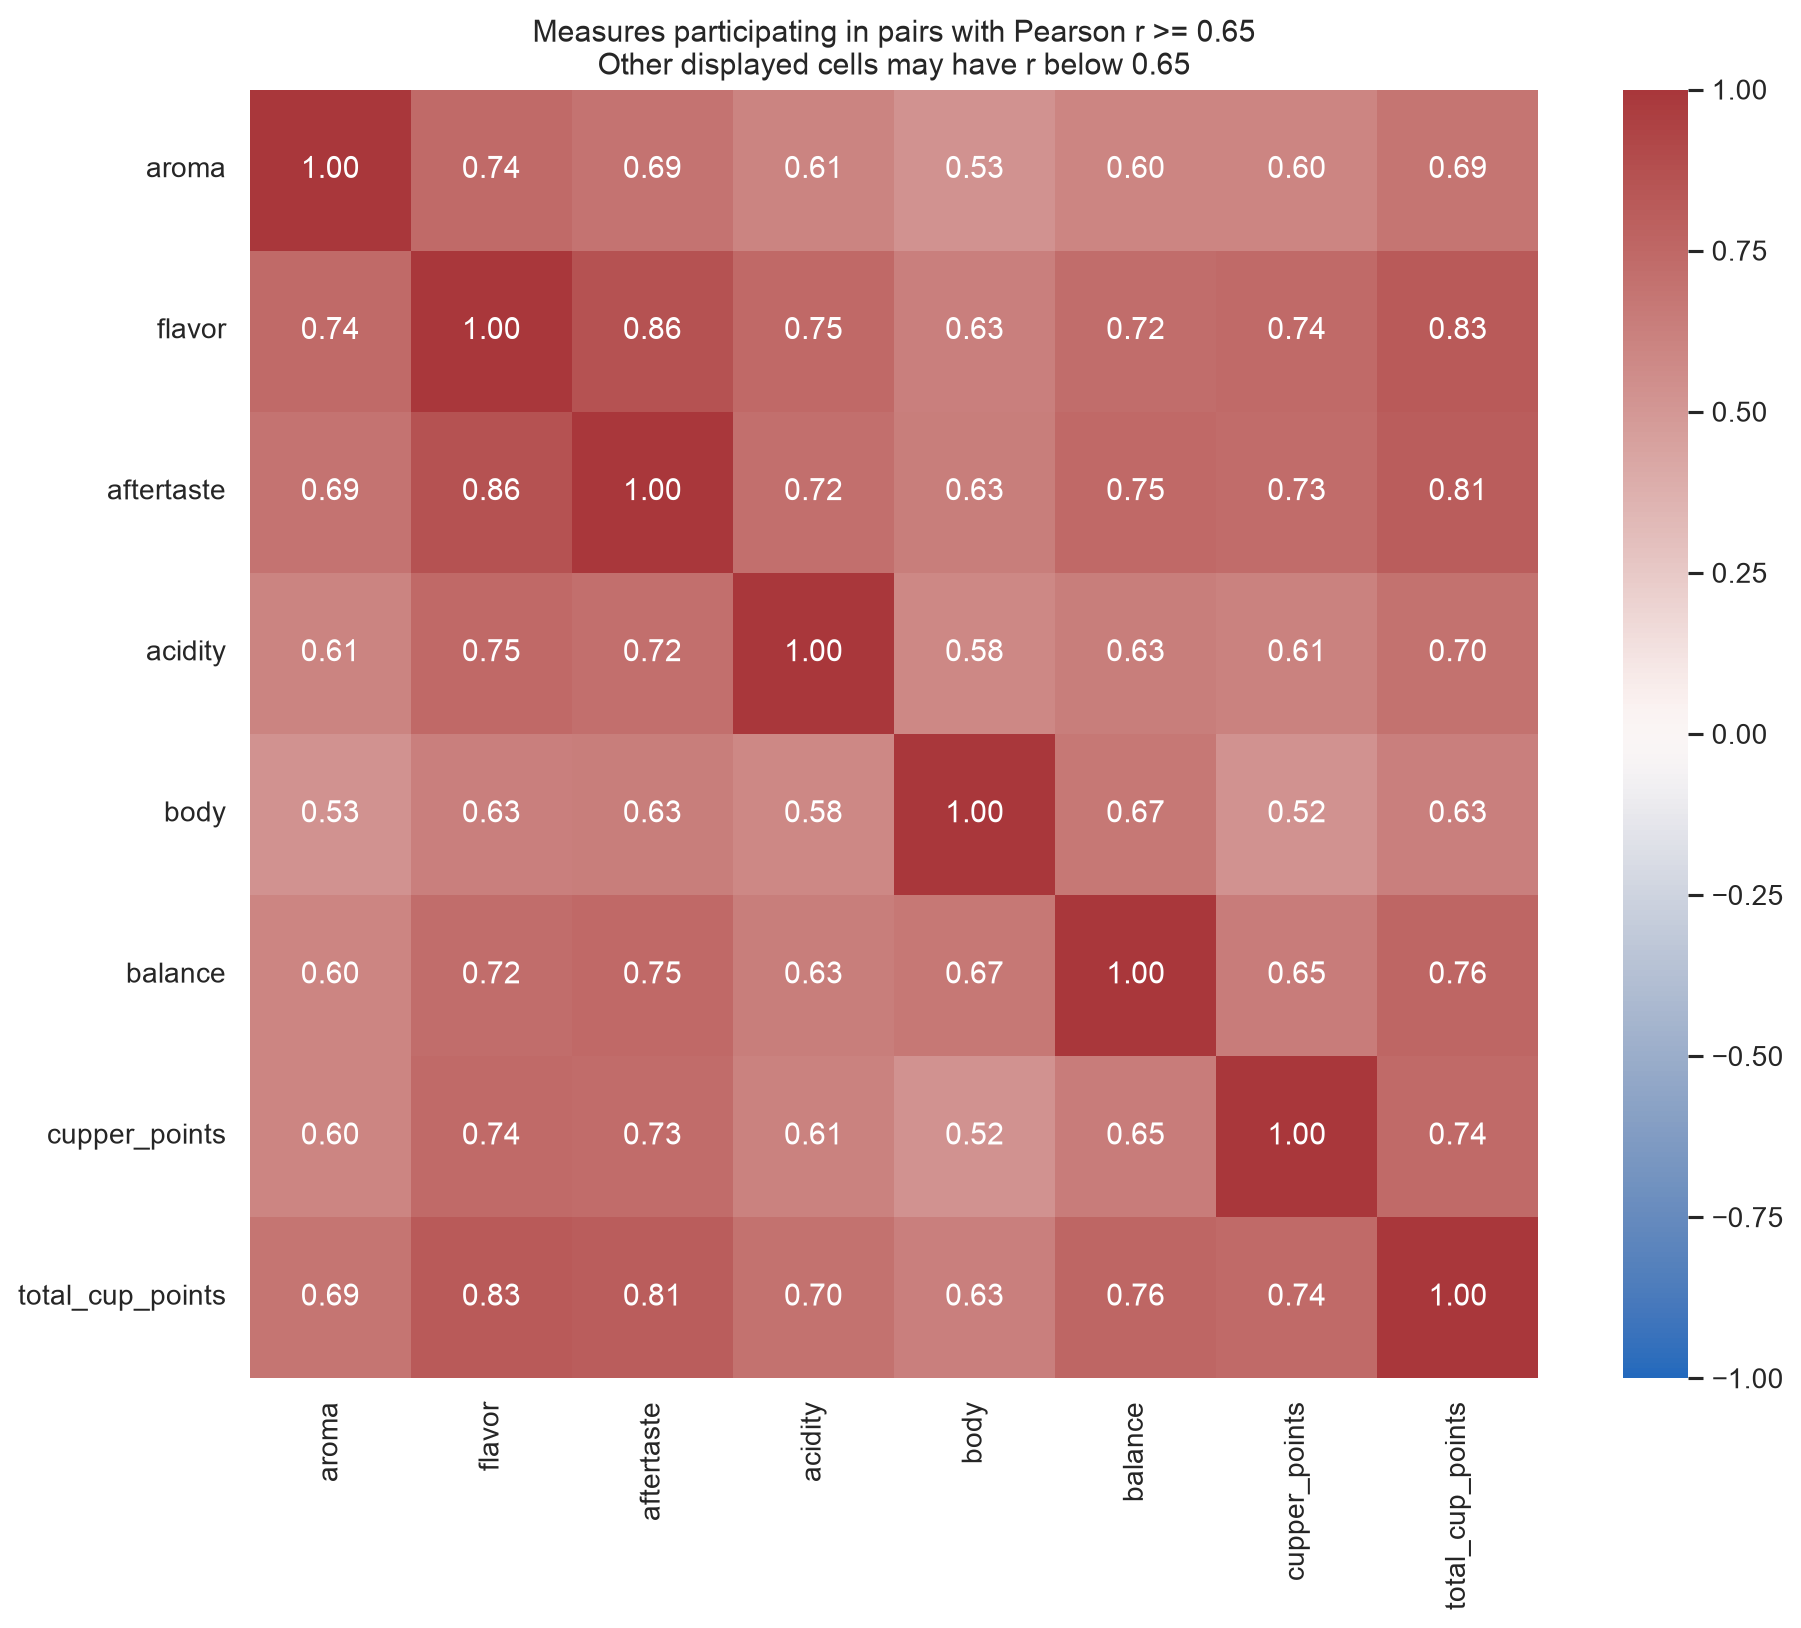 Measures participating in pairs with Pearson r >= 0.65
Other displayed cells may have r below 0.65
aroma 1.00 0.74 0.69 0.61 0.53 0.60 0.60 0.69
flavor 0.74 1.00 0.86 0.75 0.63 0.72 0.74 0.83
aftertaste 0.69 0.86 1.00 0.72 0.63 0.75 0.73 0.81
acidity 0.61 0.75 0.72 1.00 0.58 0.63 0.61 0.70
body 0.53 0.63 0.63 0.58 1.00 0.67 0.52 0.63
balance 0.60 0.72 0.75 0.63 0.67 1.00 0.65 0.76
cupper_points 0.60 0.74 0.73 0.61 0.52 0.65 1.00 0.74
total_cup_points 0.69 0.83 0.81 0.70 0.63 0.76 0.74 1.00
aroma
flavor
aftertaste
acidity
body
balance
cupper_points
total_cup_points
1.00
0.75
0.50
0.25
0.00
−0.25
−0.50
−0.75
−1.00